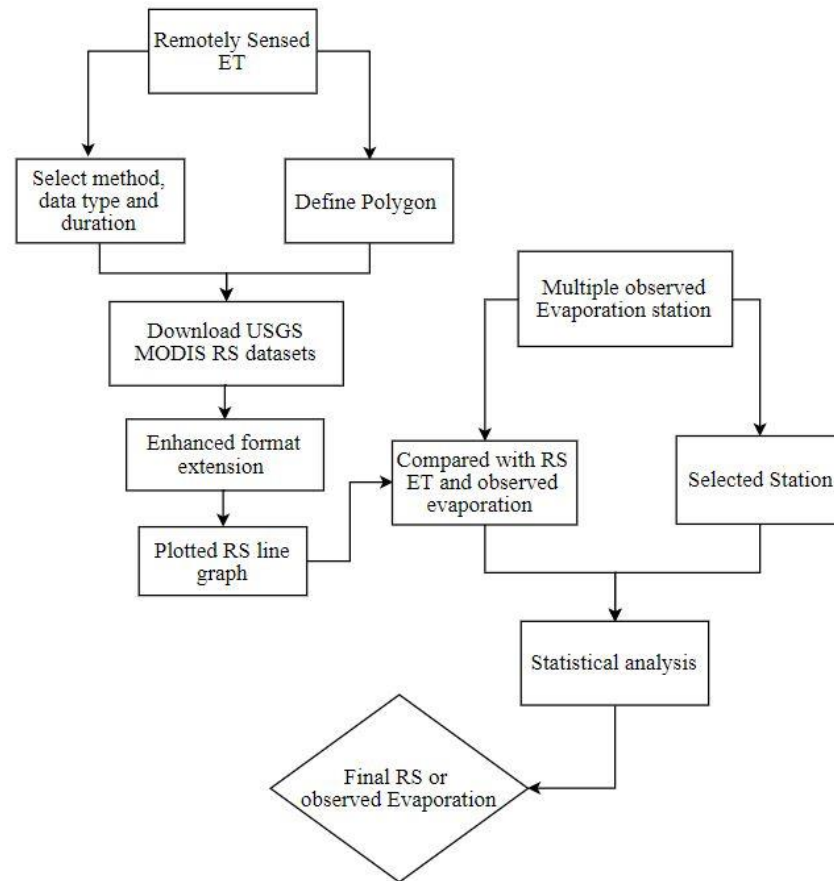 Remotely Sensed
ET
Select method,
data type and
duration
Define Polygon
Download USGS
MODIS RS datasets
Enhanced format
extension
Plotted RS line
graph
Multiple observed
Evaporation station
Compared with RS
ET and observed
evaporation
Selected Station
Statistical analysis
Final RS or
observed Evaporation